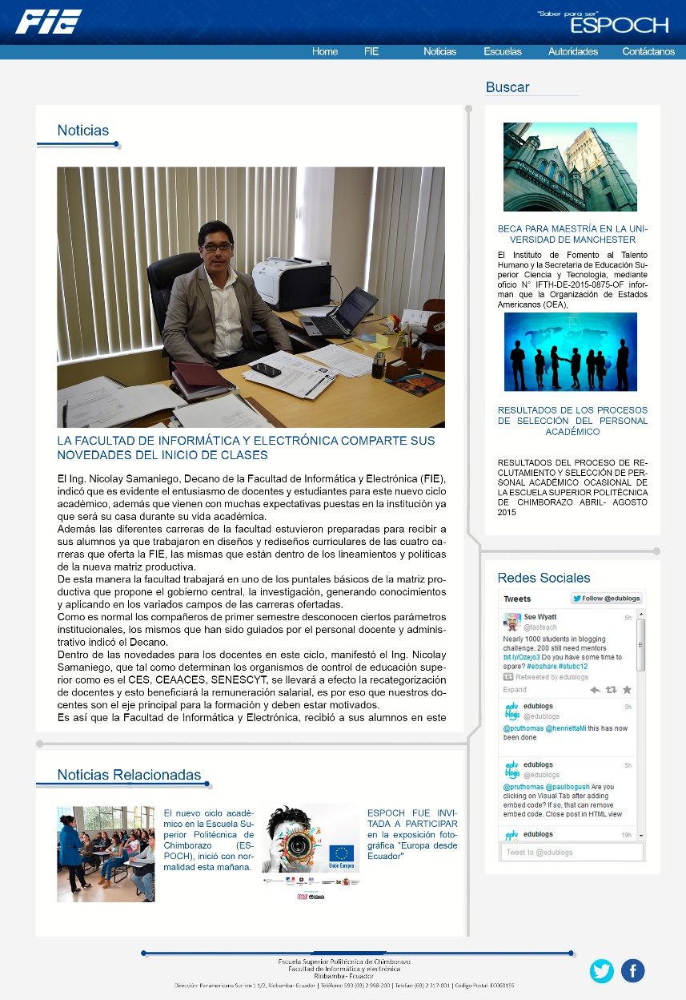 FIE
"Saber para ser"
ESPOCH
Home FIE Noticias Escuelas Autoridades Contáctanos
Noticias
LA FACULTAD DE INFORMÁTICA Y ELECTRÓNICA COMPARTE SUS
NOVEDADES DEL INICIO DE CLASES
El Ing. Nicolay Samaniego, Decano de la Facultad de Informática y Electrónica (FIE),
indicó que es evidente el entusiasmo de docentes y estudiantes para este nuevo ciclo
académico, además que vienen con muchas expectativas puestas en la institución ya
que será su casa durante su vida académica.
Además las diferentes carreras de la facultad estuvieron preparadas para recibir a
sus alumnos ya que trabajaron en diseños y rediseños curriculares de las cuatro ca-
rreras que oferta la FIE, las mismas que están dentro de los lineamientos y políticas
de la nueva matriz productiva.
De esta manera la facultad trabajará en uno de los puntales básicos de la matriz pro-
ductiva que propone el gobierno central, la investigación, generando conocimientos
y aplicando en los variados campos de las carreras ofertadas.
Como es normal los compañeros de primer semestre desconocen ciertos parámetros
institucionales, los mismos que han sido guiados por el personal docente y adminis-
trativo indicó el Decano.
Dentro de las novedades para los docentes en este ciclo, manifestó el Ing. Nicolay
Samaniego, que tal como determinan los organismos de control de educación supe-
rior como es el CES, CEAACES, SENESCYT, se llevará a efecto la recategorización
de docentes y esto beneficiará la remuneración salarial, es por eso que nuestros do-
centes son el eje principal para la formación y deben estar motivados.
Es así que la Facultad de Informática y Electrónica, recibió a sus alumnos en este
Noticias Relacionadas
El nuevo ciclo acadé-
mico en la Escuela Su-
perior Politécnica de
Chimborazo (ES-
POCH), inició con nor-
malidad esta mañana.
Unión Europea
ESPOCH FUE INVI-
TADA A PARTICIPAR
en la exposición foto-
gráfica "Europa desde
Ecuador"
Buscar
BECA PARA MAESTRÍA EN LA UNI-
VERSIDAD DE MANCHESTER
El Instituto de Fomento al Talento
Humano y la Secretaria de Educación Su-
perior Ciencia y Tecnología, mediante
oficio N° IFTH-DE-2015-0875-OF infor-
man que la Organización de Estados
Americanos (OEA),
RESULTADOS DE LOS PROCESOS
DE SELECCIÓN DEL PERSONAL
ACADÉMICO
RESULTADOS DEL PROCESO DE RE-
CLUTAMIENTO Y SELECCIÓN DE PER-
SONAL ACADÉMICO OCASIONAL DE
LA ESCUELA SUPERIOR POLITÉCNICA
DE CHIMBORAZO ABRIL- AGOSTO
2015
Redes Sociales
Tweets Follow @edublogs
Sue Wyatt 5h
@tasteach
Nearly 1000 students in blogging
challenge, 200 still need mentors
bit.ly/Ozejo3 Do you have some time to
spare? #ebshare #stubc12
Retweeted by edublogs
Expand
edu blogs
edublogs 3h
@edublogs
@pruthomas @henriettaMi this has now
been done
edu blogs
edublogs 5h
@edublogs
@pruthomas @paulbogush Are you
clicking on Visual Tab after adding
embed code? If so, that can remove
embed code. Close post in HTML view
edu
edublogs 19h
Tweet to @edublogs
Escuela Superior Politécnica de Chimborazo
Facultad de Informática y electrónica
Riobamba- Ecuador
Dirección: Panamericana Sur km 1 1/2, Riobamba- Ecuador | Teléfono: 593 (03) 2 998-200 | Telefax: (03) 2 317-001 | Código Postal: EC060155